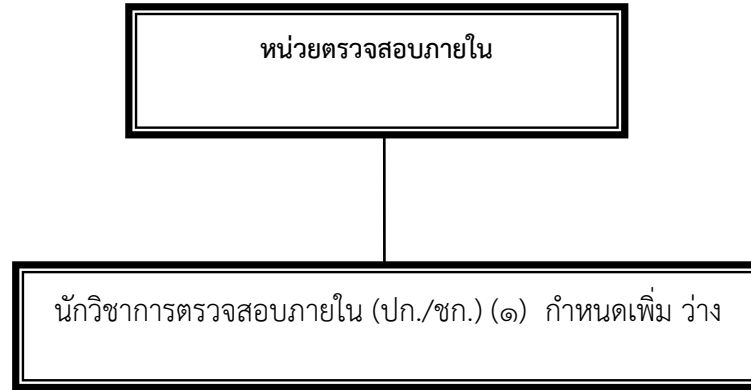 หน่วยตรวจสอบภายใน
นักวิชาการตรวจสอบภายใน (ปก./ชก.) (๑) กำหนดเพิ่ม ว่าง